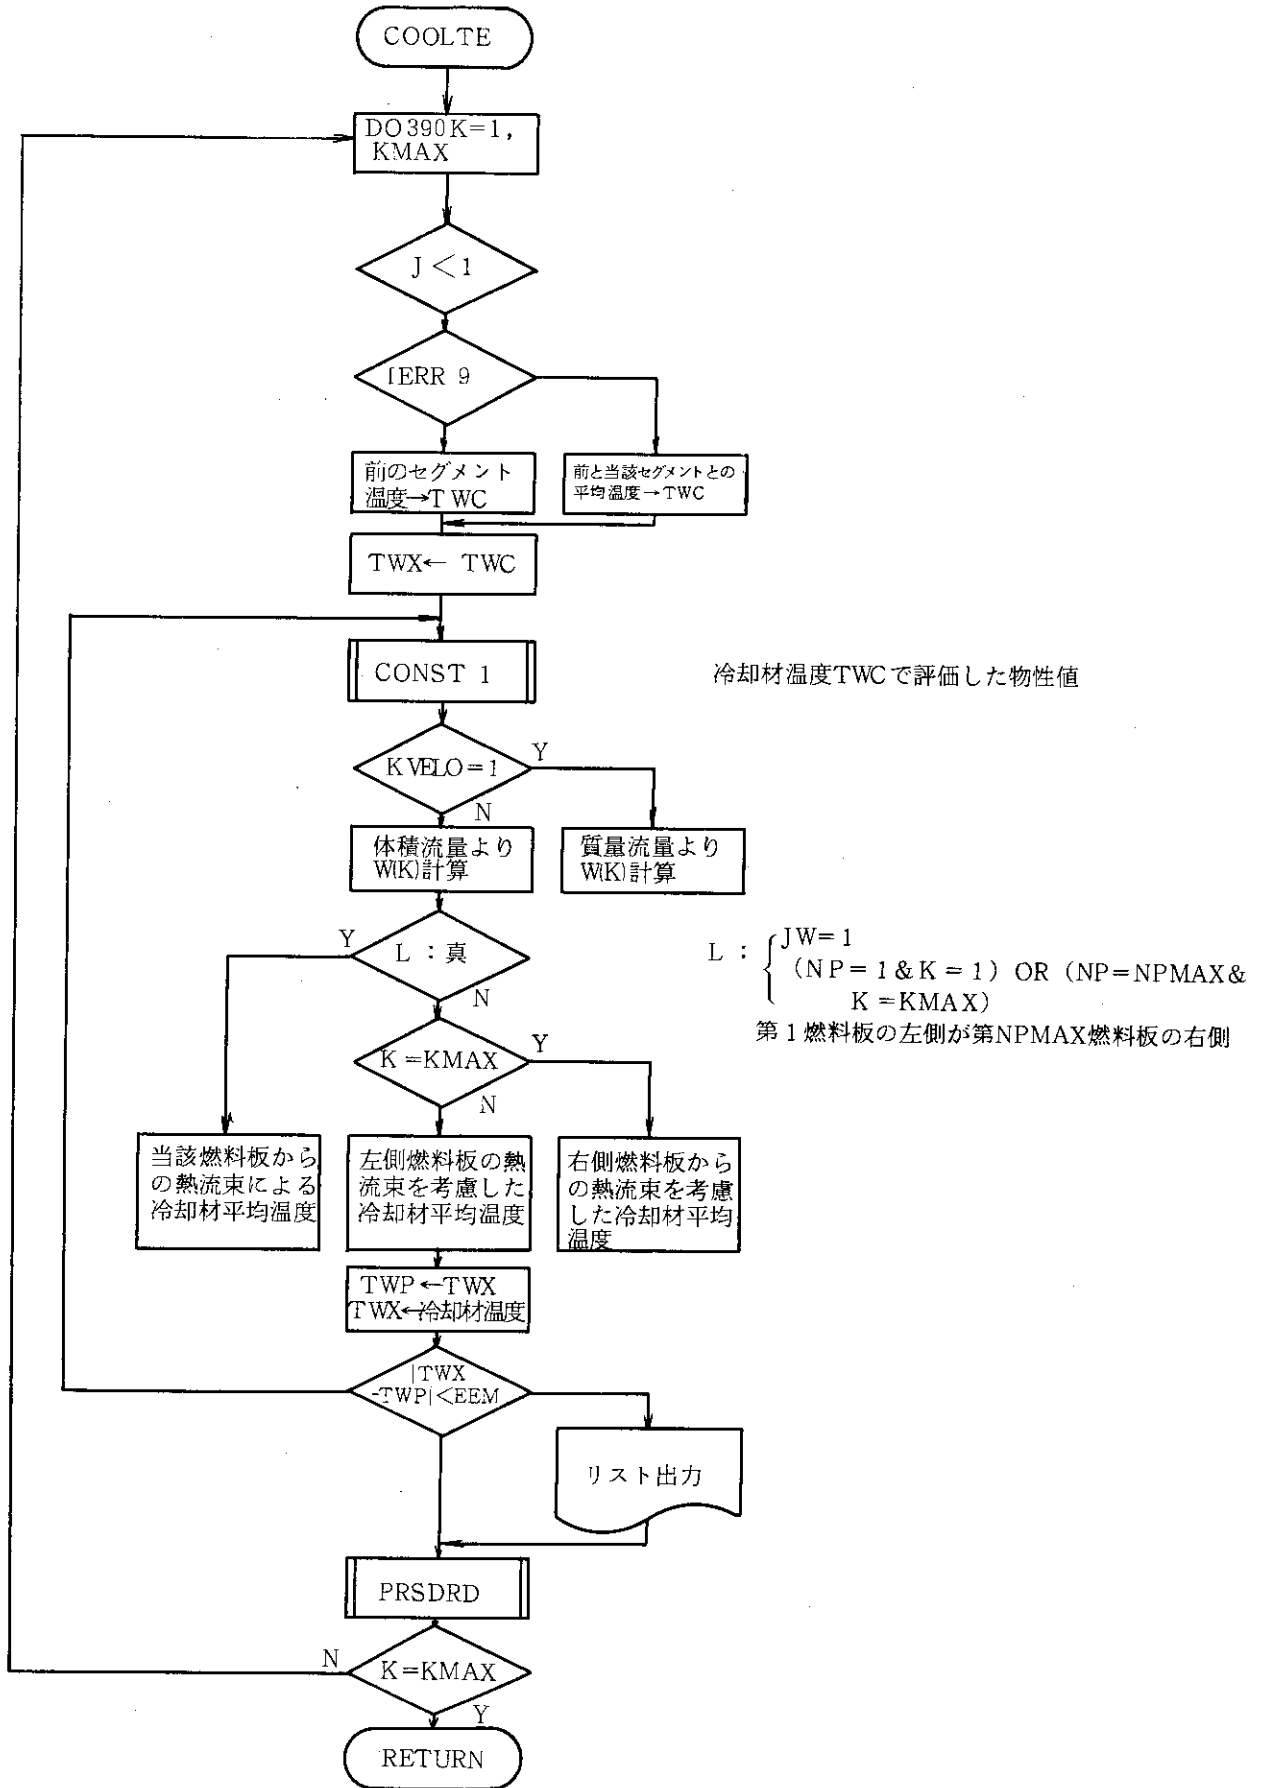 COOLTE
DO 390 K=1,
KMAX
J<1
IERR 9
前のセグメント
温度→TWC
前と当該セグメントとの
平均温度→TWC
TWX← TWC
CONST 1
冷却材温度TWCで評価した物性値
KVELO=1
Y
N
体積流量より
W(K)計算
質量流量より
W(K)計算
L:真
Y
N
L:{JW=1
(NP=1&K=1) OR (NP=NPMAX&
K=KMAX)
第1燃料板の左側が第NPMAX燃料板の右側
K=KMAX
Y
N
当該燃料板から
の熱流束による
冷却材平均温度
左側燃料板の熱
流束を考慮した
冷却材平均温度
右側燃料板から
の熱流束を考慮
した冷却材平均
温度
TWP←TWX
TWX←冷却材温度
|TWX
-TWP|<EEM
リスト出力
PRSDRD
N
K=KMAX
Y
RETURN